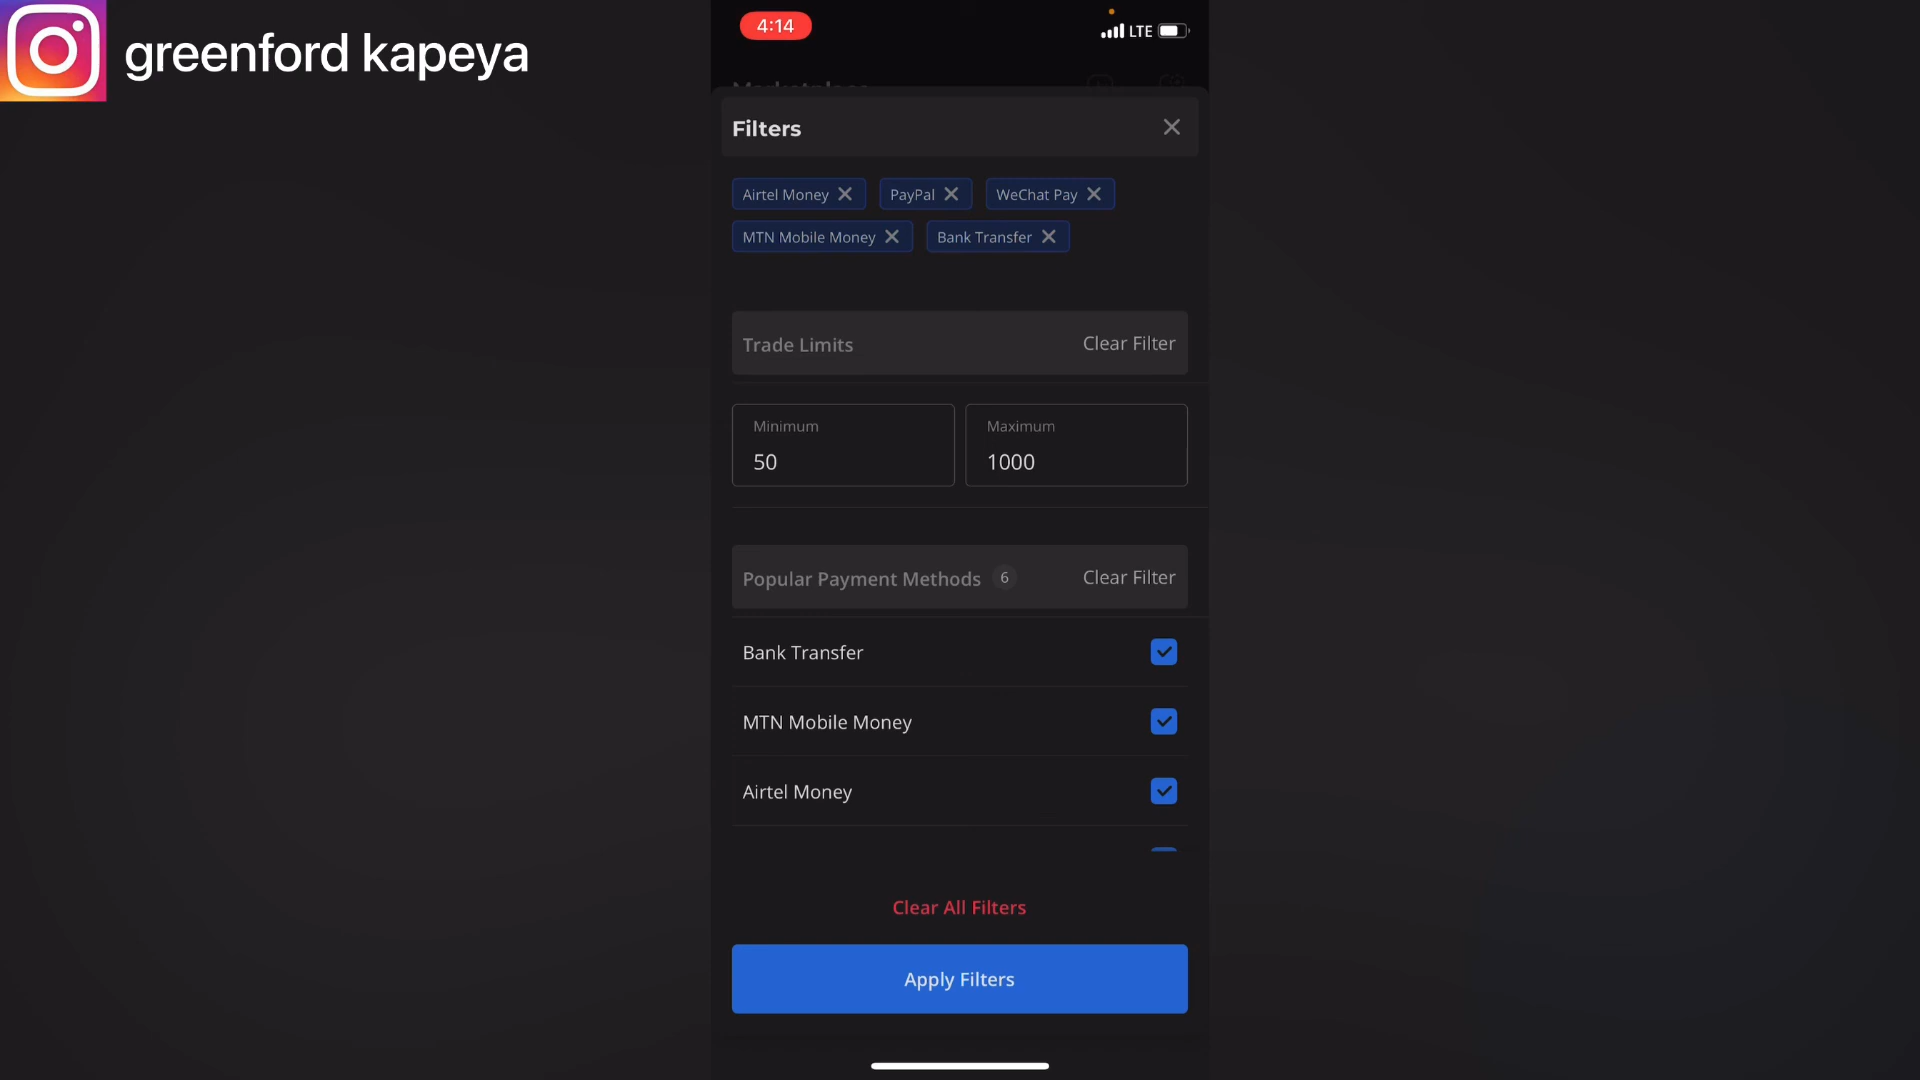 greenford kapeya
4:14
LTE
Marketplace
Filters
Airtel Money
PayPal
WeChat Pay
MTN Mobile Money
Bank Transfer
Trade Limits
Clear Filter
Minimum
50
Maximum
1000
Popular Payment Methods 6
Clear Filter
Bank Transfer
MTN Mobile Money
Airtel Money
Clear All Filters
Apply Filters